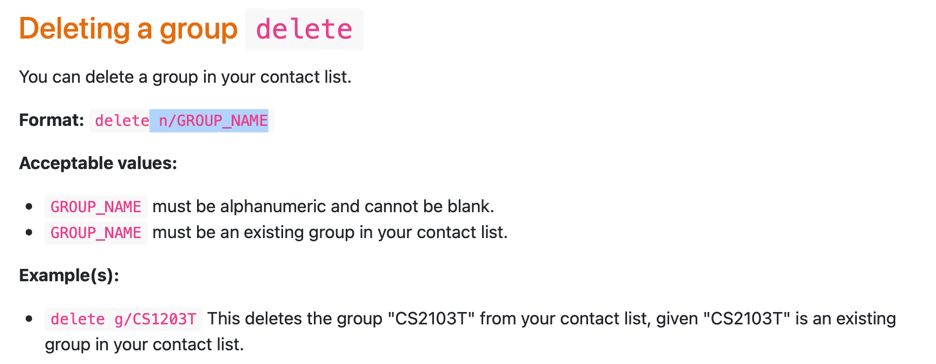 Deleting a group delete
You can delete a group in your contact list.
Format: delete n/GROUP_NAME
Acceptable values:
• GROUP_NAME must be alphanumeric and cannot be blank.
• GROUP_NAME must be an existing group in your contact list.
Example(s):
• delete g/CS1203T This deletes the group "CS2103T" from your contact list, given "CS2103T" is an existing
group in your contact list.